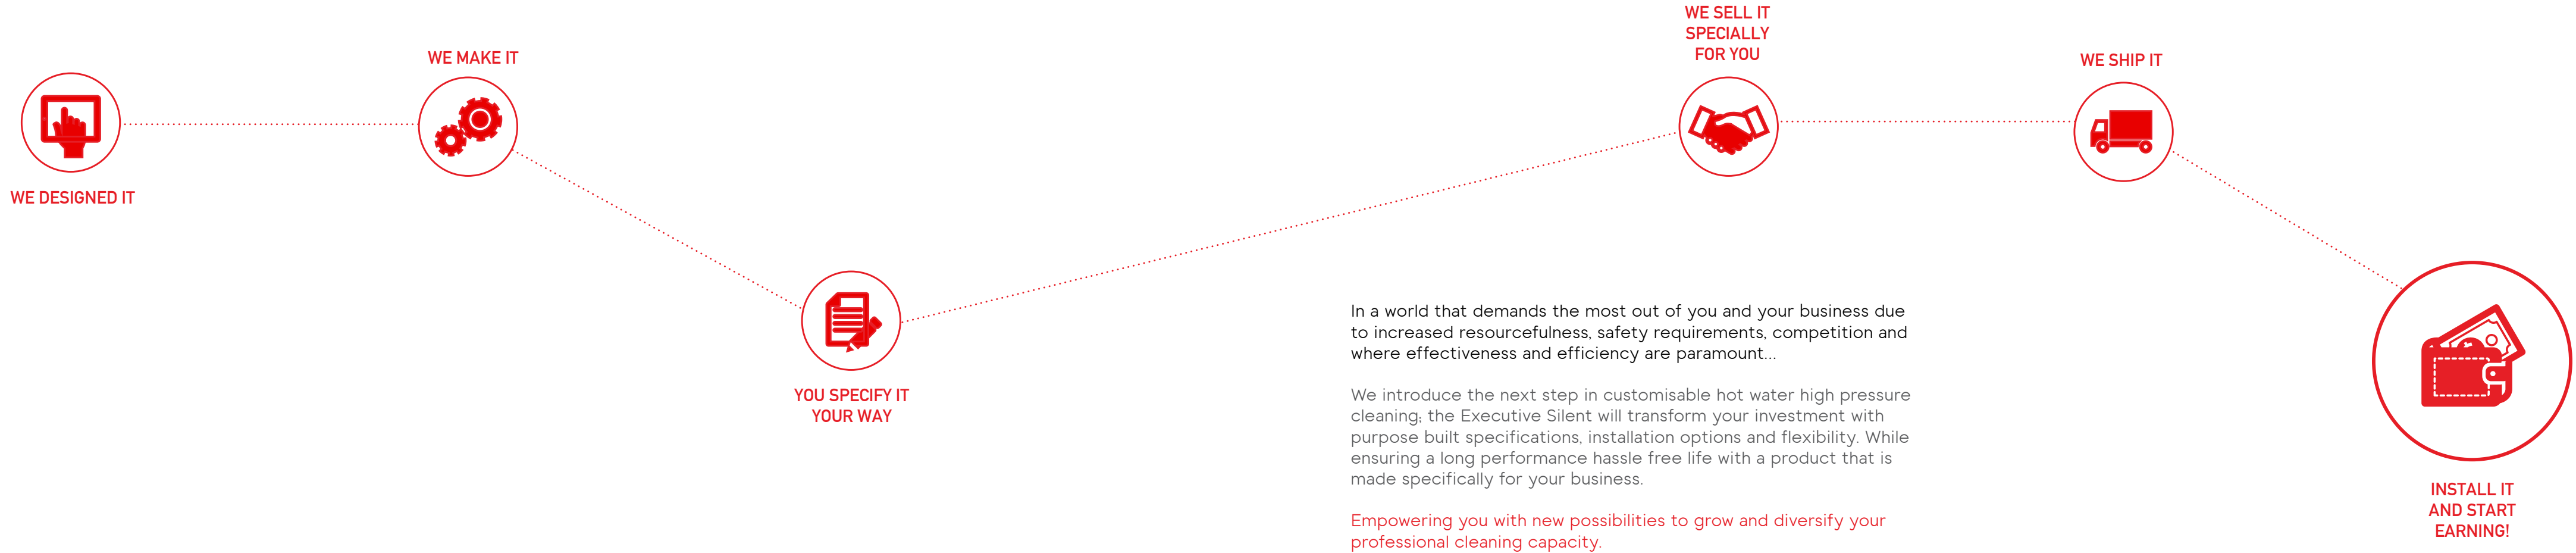 WE DESIGNED IT
WE MAKE IT
YOU SPECIFY IT
YOUR WAY
WE SELL IT
SPECIALLY
FOR YOU
WE SHIP IT
INSTALL IT
AND START
EARNING!
In a world that demands the most out of you and your business due
to increased resourcefulness, safety requirements, competition and
where effectiveness and efficiency are paramount...
We introduce the next step in customisable hot water high pressure
cleaning; the Executive Silent will transform your investment with
purpose built specifications, installation options and flexibility. While
ensuring a long performance hassle free life with a product that is
made specifically for your business.
Empowering you with new possibilities to grow and diversify your
professional cleaning capacity.